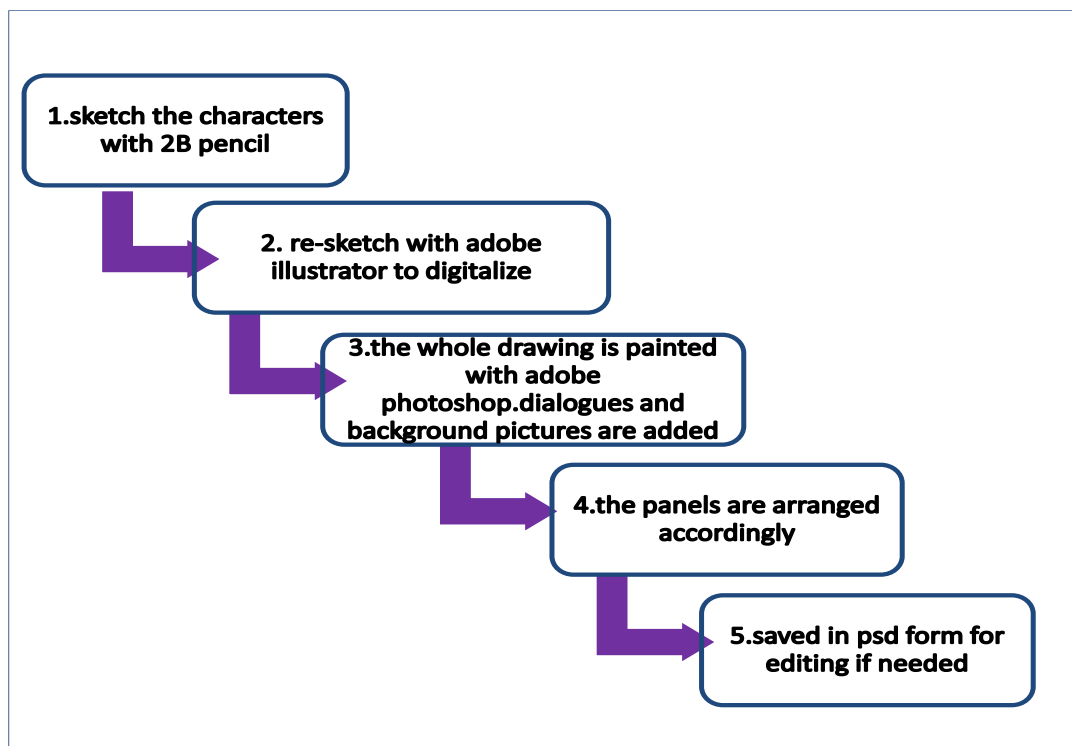 1.sketch the characters
with 2B pencil
2. re-sketch with adobe
illustrator to digitalize
3.the whole drawing is painted
with adobe
photoshop.dialogues and
background pictures are added
4.the panels are arranged
accordingly
5.saved in psd form for
editing if needed